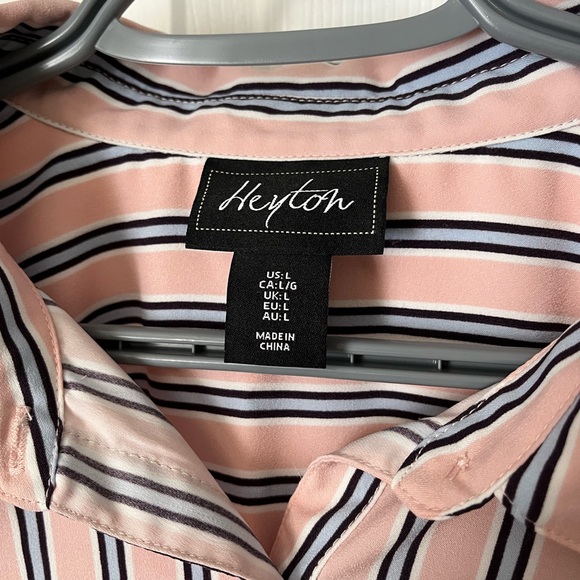 Heyton
US: L
CA: L/G
UK: L
EU: L
AU: L
MADE IN
CHINA